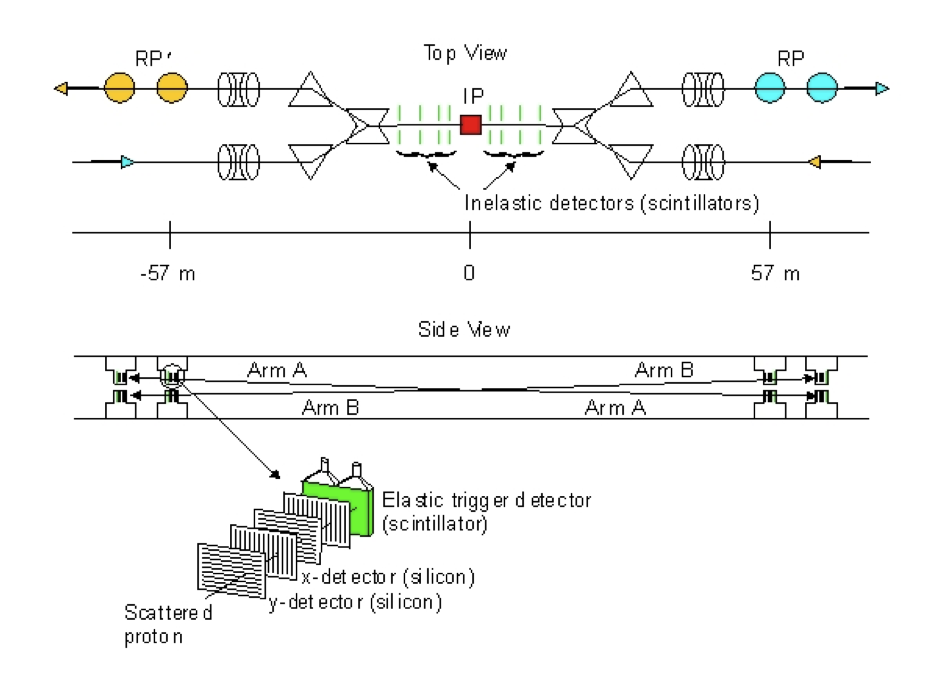 Top View
RP'
RP
IP
Inelastic detectors (scintillators)
-57 m
0
57 m
Side View
Arm A
Arm B
Arm B
Arm A
Elastic trigger detector
(scintillator)
x-detector (silicon)
y-detector (silicon)
Scattered
proton